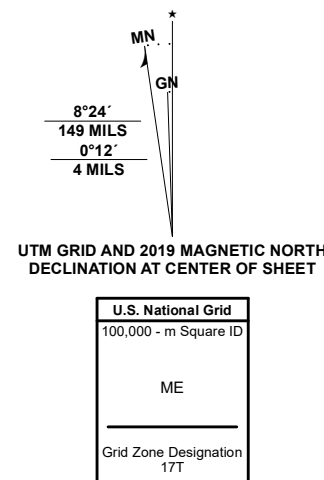 ★
MN
GN
8°24´
149 MILS
0°12´
4 MILS
UTM GRID AND 2019 MAGNETIC NORTH
DECLINATION AT CENTER OF SHEET
U.S. National Grid
100,000 - m Square ID
ME
Grid Zone Designation
17T